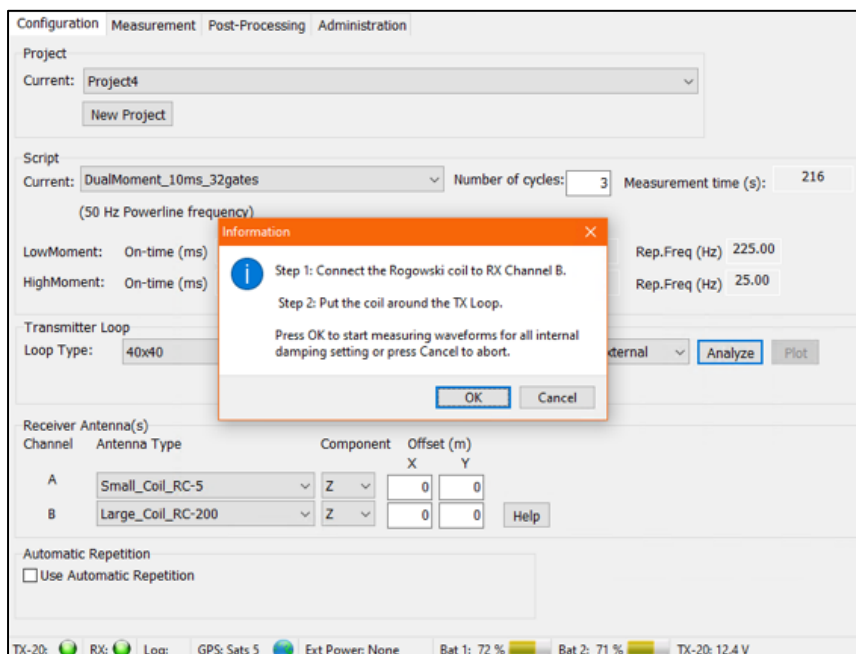 Configuration Measurement Post-Processing Administration
Project
Current: Project4
New Project
Script
Current: DualMoment_10ms_32gates Number of cycles: 3 Measurement time (s): 216
(50 Hz Powerline frequency)
LowMoment: On-time (ms) Rep.Freq (Hz) 225.00
HighMoment: On-time (ms) Rep.Freq (Hz) 25.00
Information
Step 1: Connect the Rogowski coil to RX Channel B.
Step 2: Put the coil around the TX Loop.
Press OK to start measuring waveforms for all internal
damping setting or press Cancel to abort.
OK Cancel
Transmitter Loop
Loop Type: 40x40 Analyze Plot
Receiver Antenna(s)
Channel Antenna Type Component Offset (m)
X Y
A Small_Coil_RC-5 Z 0 0
B Large_Coil_RC-200 Z 0 0 Help
Automatic Repetition
Use Automatic Repetition
TX-20: RX: Log: GPS: Sats 5 Ext Power: None Bat 1: 72 % Bat 2: 71 % TX-20: 12.4 V